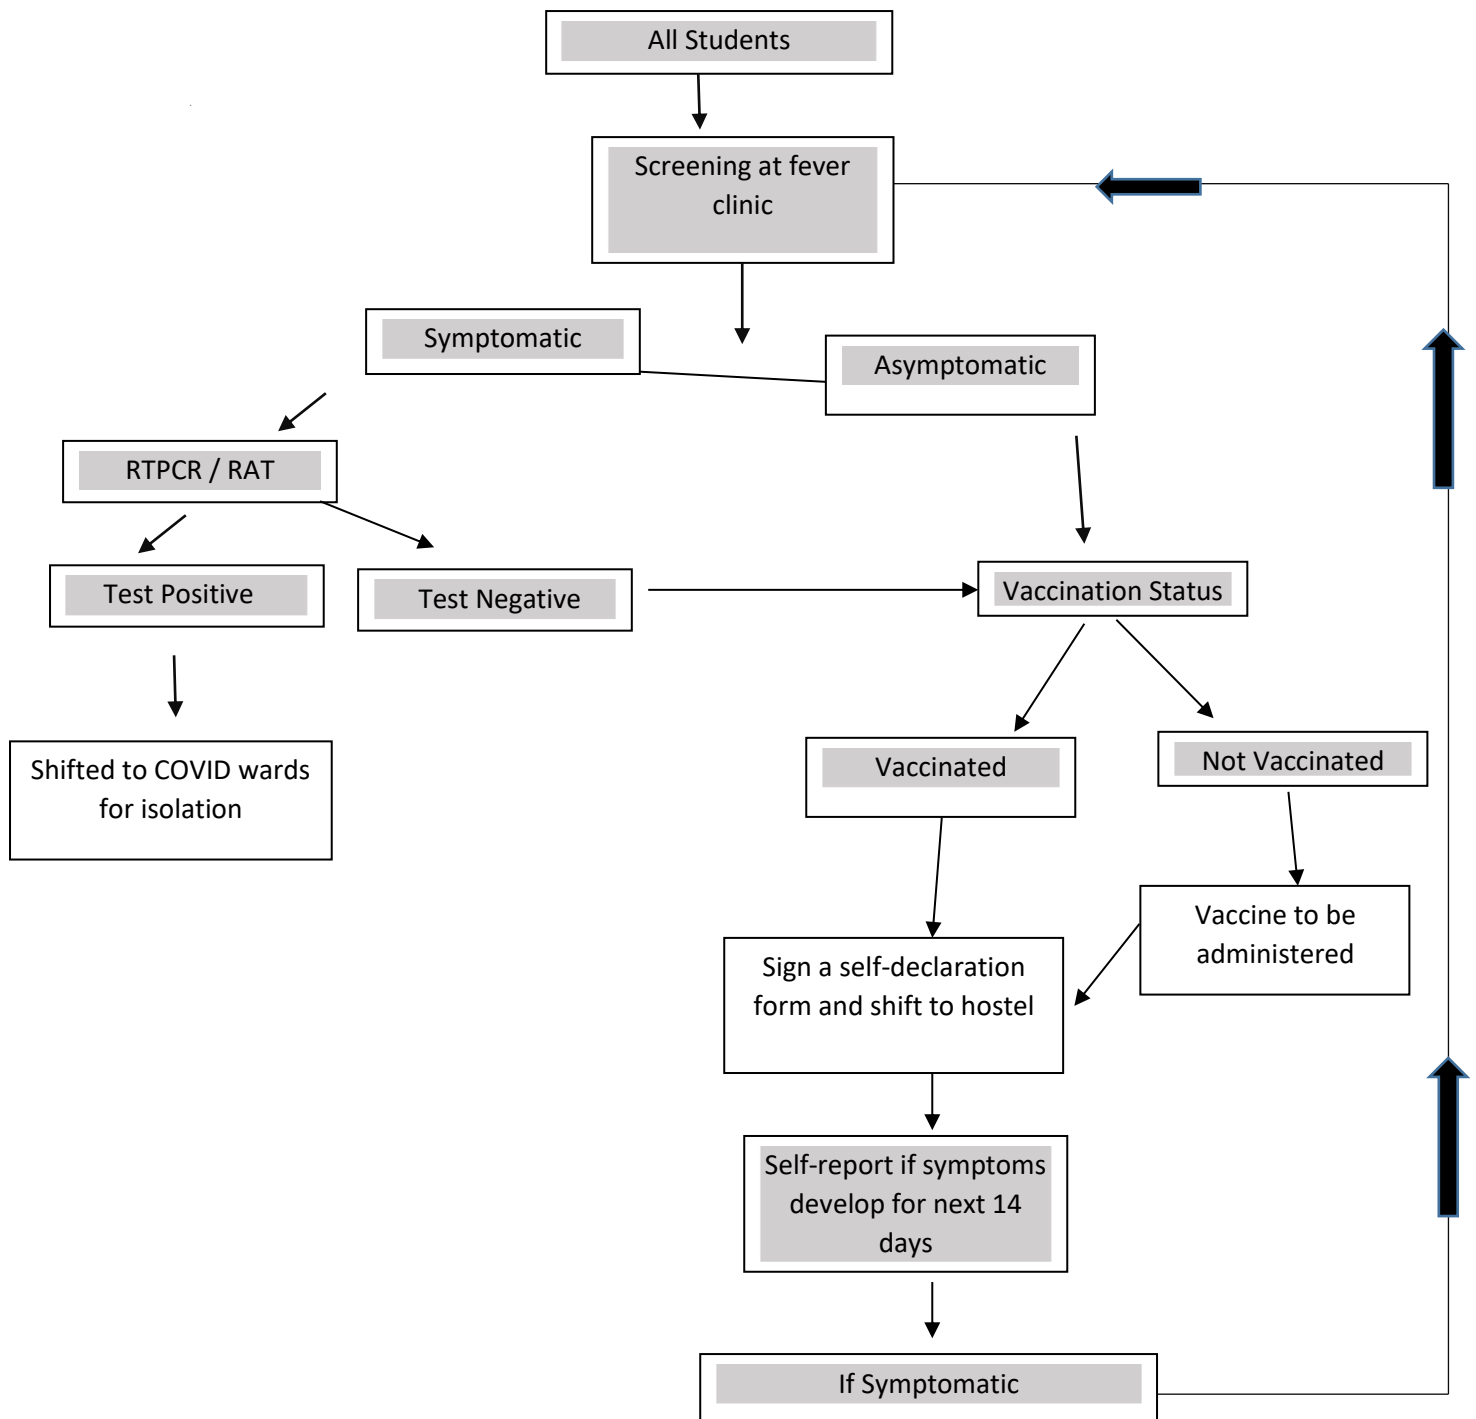 All Students
Screening at fever
clinic
Symptomatic
Asymptomatic
RTPCR / RAT
Test Positive
Test Negative
Vaccination Status
Shifted to COVID wards
for isolation
Vaccinated
Not Vaccinated
Vaccine to be
administered
Sign a self-declaration
form and shift to hostel
Self-report if symptoms
develop for next 14
days
If Symptomatic